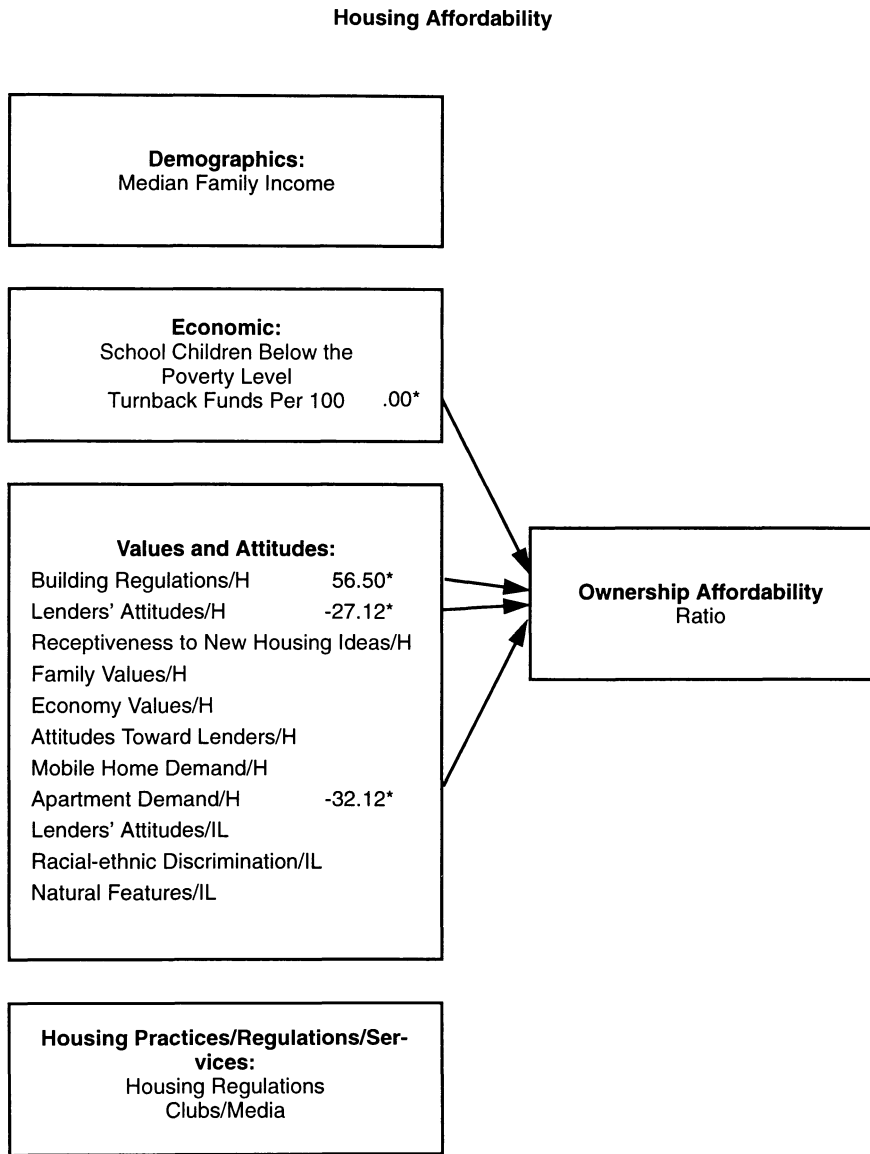 Housing Affordability
Demographics:
Median Family Income
Economic:
School Children Below the
Poverty Level
Turnback Funds Per 100 .00*
Values and Attitudes:
Building Regulations/H 56.50*
Lenders' Attitudes/H -27.12*
Receptiveness to New Housing Ideas/H
Family Values/H
Economy Values/H
Attitudes Toward Lenders/H
Mobile Home Demand/H
Apartment Demand/H -32.12*
Lenders' Attitudes/IL
Racial-ethnic Discrimination/IL
Natural Features/IL
Ownership Affordability
Ratio
Housing Practices/Regulations/Ser-
vices:
Housing Regulations
Clubs/Media